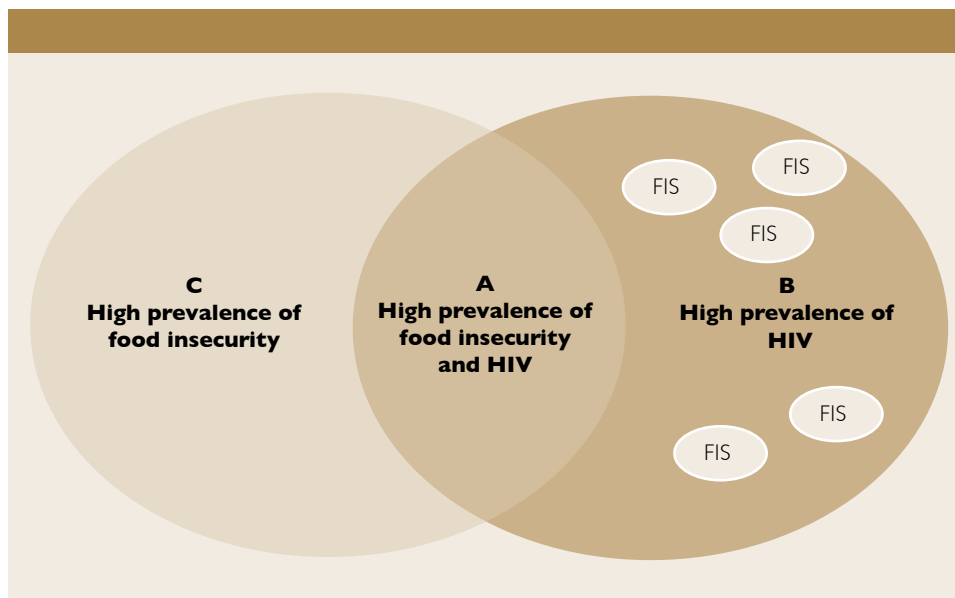 FIS
FIS
FIS
C
High prevalence of
food insecurity
A
High prevalence of
food insecurity
and HIV
B
High prevalence of
HIV
FIS
FIS